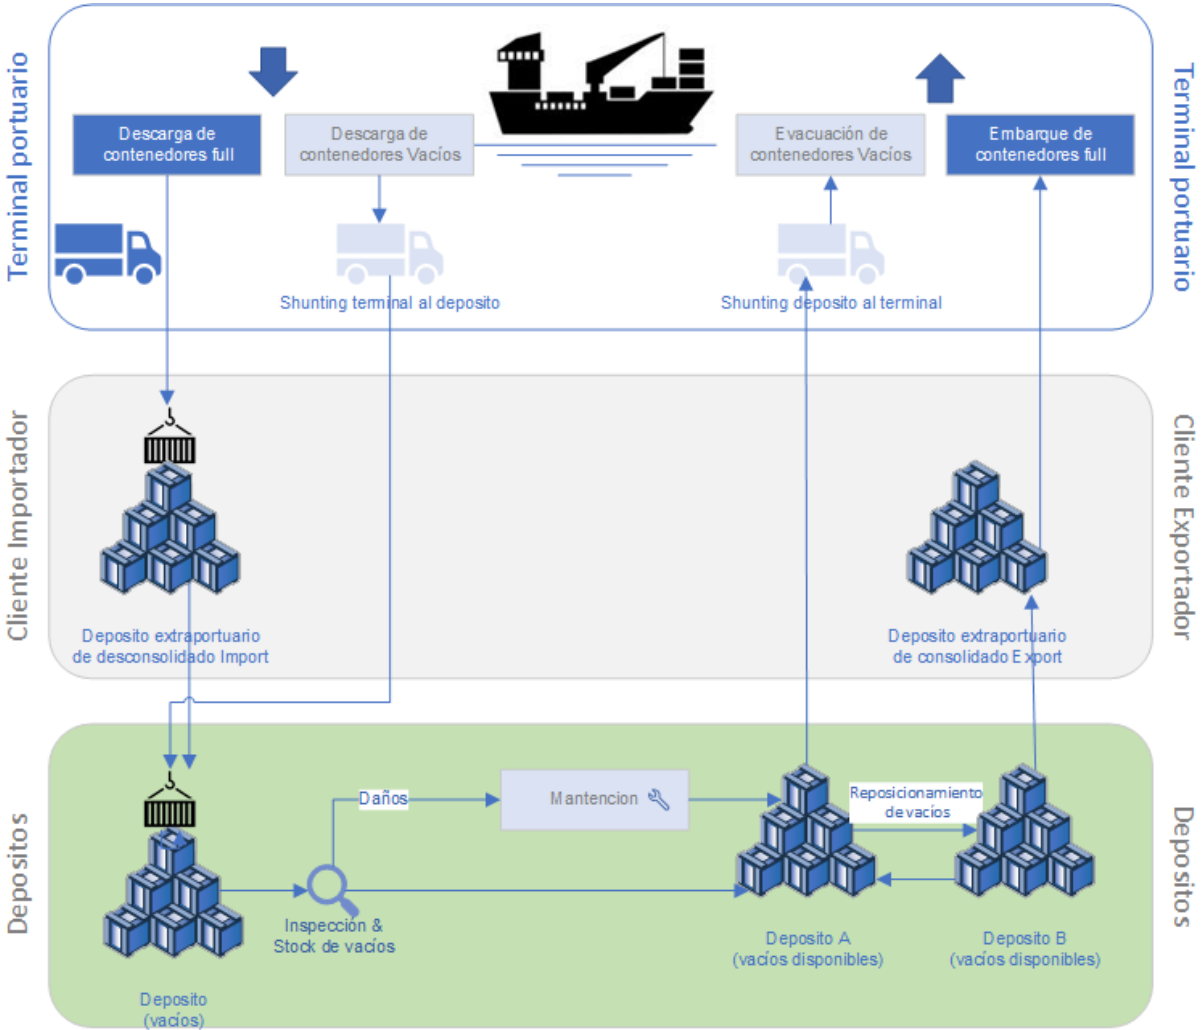 Terminal portuario
Terminal portuario
Descarga de
contenedores full
Descarga de
contenedores Vacíos
Evacuación de
contenedores Vacíos
Embarque de
contenedores full
Shunting terminal al deposito
Shunting deposito al terminal
Cliente Importador
Cliente Exportador
Deposito extraportuario
de desconsolidado Import
Deposito extraportuario
de consolidado Export
Depositos
Depositos
Daños
Mantencion
Reposicionamiento
de vacíos
Inspección &
Stock de vacíos
Deposito A
(vacíos disponibles)
Deposito B
(vacíos disponibles)
Deposito
(vacíos)